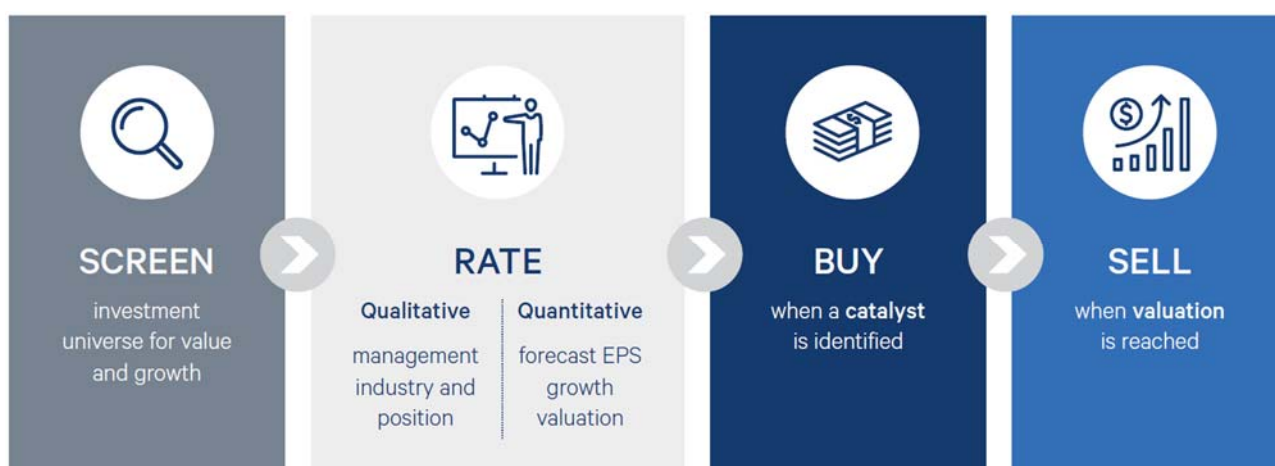 SCREEN
investment
universe for value
and growth
RATE
Qualitative
management
industry and
position
Quantitative
forecast EPS
growth
valuation
BUY
when a catalyst
is identified
SELL
when valuation
is reached
$
$